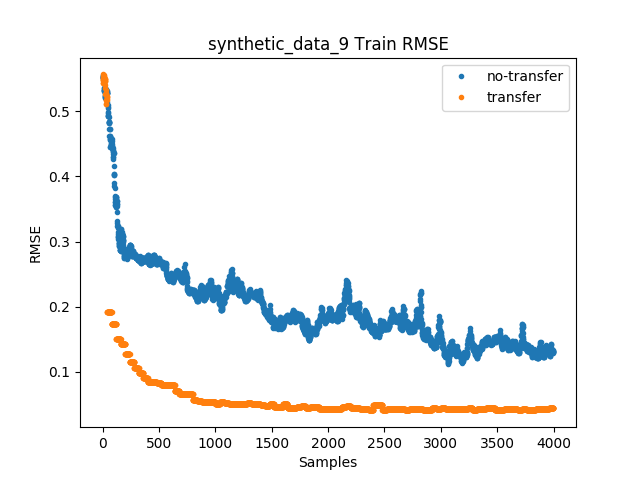 synthetic_data_9 Train RMSE
no-transfer
transfer
RMSE
0.5
0.4
0.3
0.2
0.1
0 500 1000 1500 2000 2500 3000 3500 4000
Samples